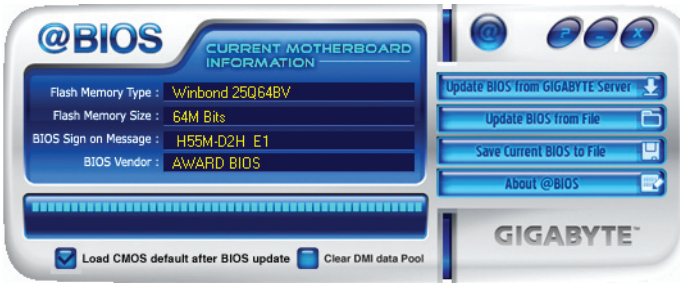 @BIOS
CURRENT MOTHERBOARD
INFORMATION
Flash Memory Type : Winbond 25Q64BV
Flash Memory Size : 64M Bits
BIOS Sign on Message : H55M-D2H E1
BIOS Vendor : AWARD BIOS
Load CMOS default after BIOS update
Clear DMI data Pool
@ ? _ X
Update BIOS from GIGABYTE Server
Update BIOS from File
Save Current BIOS to File
About @BIOS
GIGABYTE™